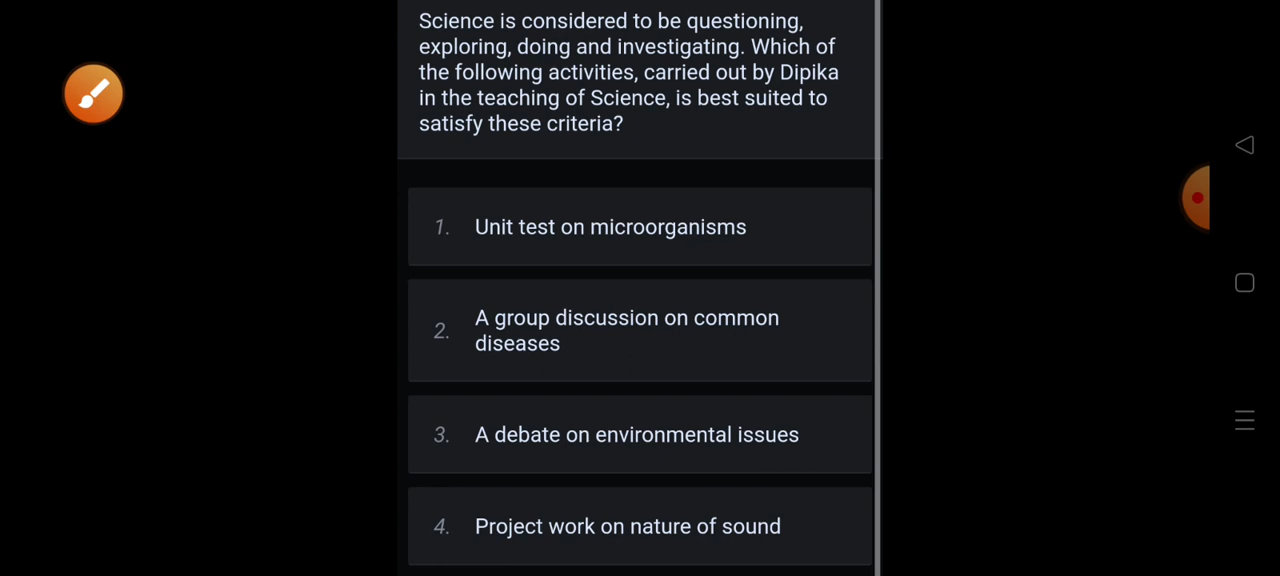 Science is considered to be questioning,
exploring, doing and investigating. Which of
the following activities, carried out by Dipika
in the teaching of Science, is best suited to
satisfy these criteria?
1. Unit test on microorganisms
2. A group discussion on common
diseases
3. A debate on environmental issues
4. Project work on nature of sound